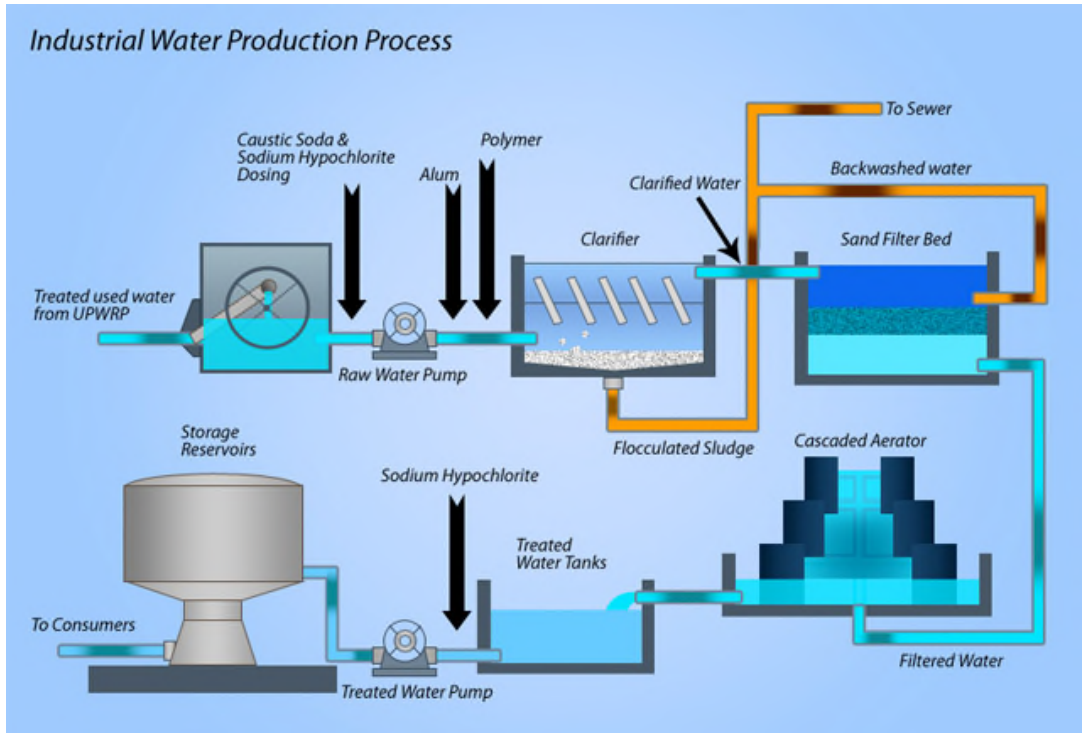 Industrial Water Production Process
To Sewer
Caustic Soda &
Sodium Hypochlorite
Dosing
Polymer
Alum
Clarified Water
Backwashed water
Clarifier
Sand Filter Bed
Treated used water
from UPWRP
Raw Water Pump
Flocculated Sludge
Cascaded Aerator
Storage
Reservoirs
Sodium Hypochlorite
Treated
Water Tanks
To Consumers
Treated Water Pump
Filtered Water